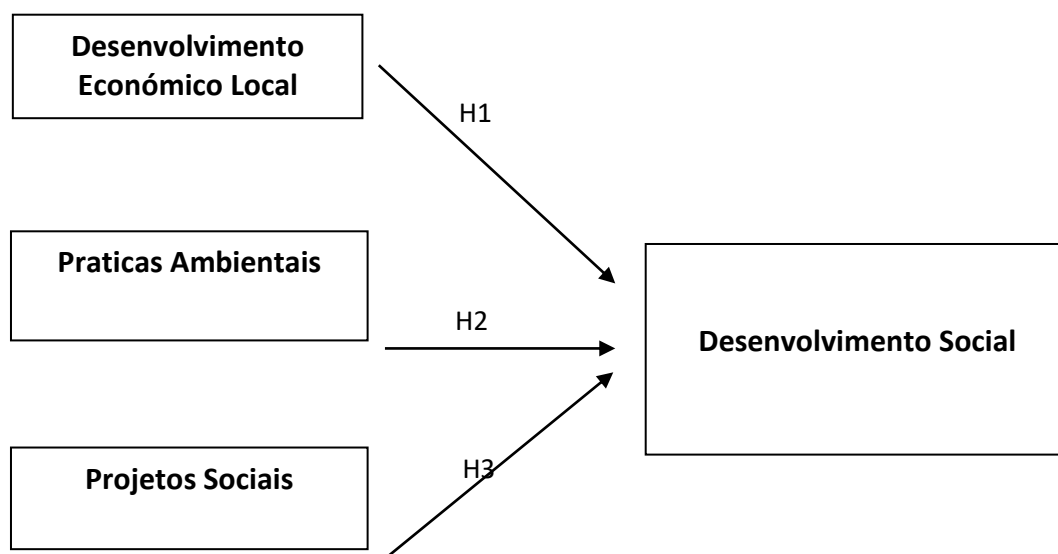 Desenvolvimento
Económico Local
H1
Praticas Ambientais
H2
Desenvolvimento Social
Projetos Sociais
H3